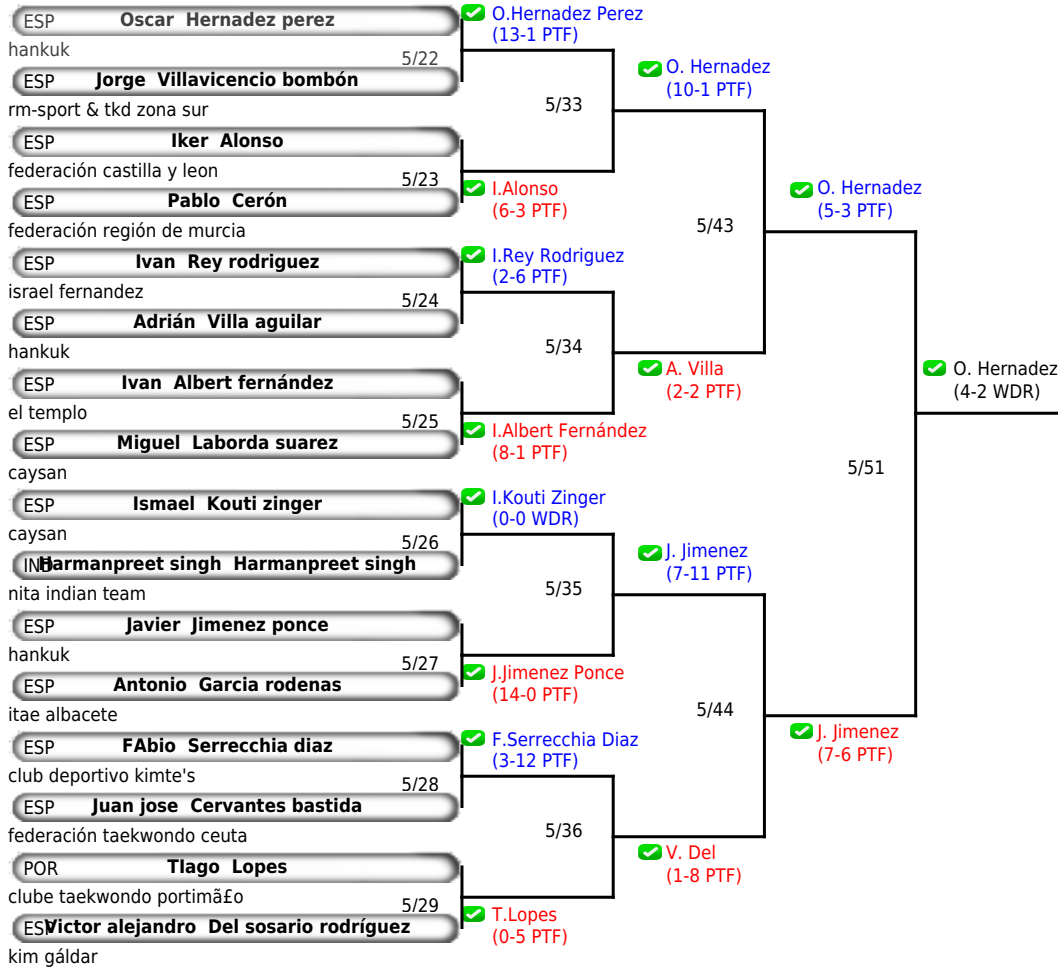 ESP Oscar Hernadez perez
hankuk
5/22
ESP Jorge Villavicencio bombón
rm-sport & tkd zona sur
O.Hernadez Perez
(13-1 PTF)
ESP Iker Alonso
federación castilla y leon
5/23
ESP Pablo Cerón
federación región de murcia
I.Alonso
(6-3 PTF)
5/33
O. Hernadez
(10-1 PTF)
ESP Ivan Rey rodriguez
israel fernandez
5/24
ESP Adrián Villa aguilar
hankuk
I.Rey Rodriguez
(2-6 PTF)
ESP Ivan Albert fernández
el templo
5/25
ESP Miguel Laborda suarez
caysan
I.Albert Fernández
(8-1 PTF)
5/34
A. Villa
(2-2 PTF)
5/43
O. Hernadez
(5-3 PTF)
ESP Ismael Kouti zinger
caysan
5/26
IND Harmanpreet singh Harmanpreet singh
nita indian team
I.Kouti Zinger
(0-0 WDR)
ESP Javier Jimenez ponce
hankuk
5/27
ESP Antonio Garcia rodenas
itae albacete
J.Jimenez Ponce
(14-0 PTF)
5/35
J. Jimenez
(7-11 PTF)
ESP FAbio Serrecchia diaz
club deportivo kimte's
5/28
ESP Juan jose Cervantes bastida
federación taekwondo ceuta
F.Serrecchia Diaz
(3-12 PTF)
POR TIago Lopes
clube taekwondo portimã£o
5/29
ESP Victor alejandro Del sosario rodríguez
kim gáldar
T.Lopes
(0-5 PTF)
5/36
V. Del
(1-8 PTF)
5/44
J. Jimenez
(7-6 PTF)
5/51
O. Hernadez
(4-2 WDR)